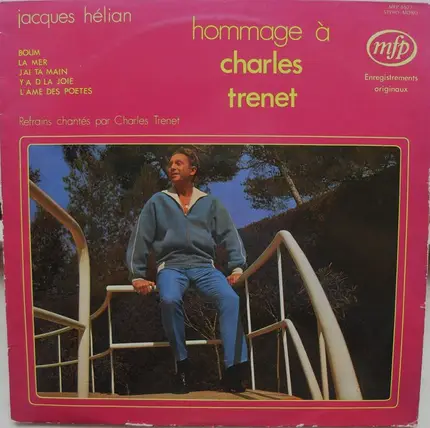 jacques hélian
BOUM
LA MER
J'AI TA MAIN
Y'A D LA JOIE
L'AME DES POETES
Refrains chantés par Charles Trenet
hommage à
charles
trenet
mfp
Enregistrements
originaux